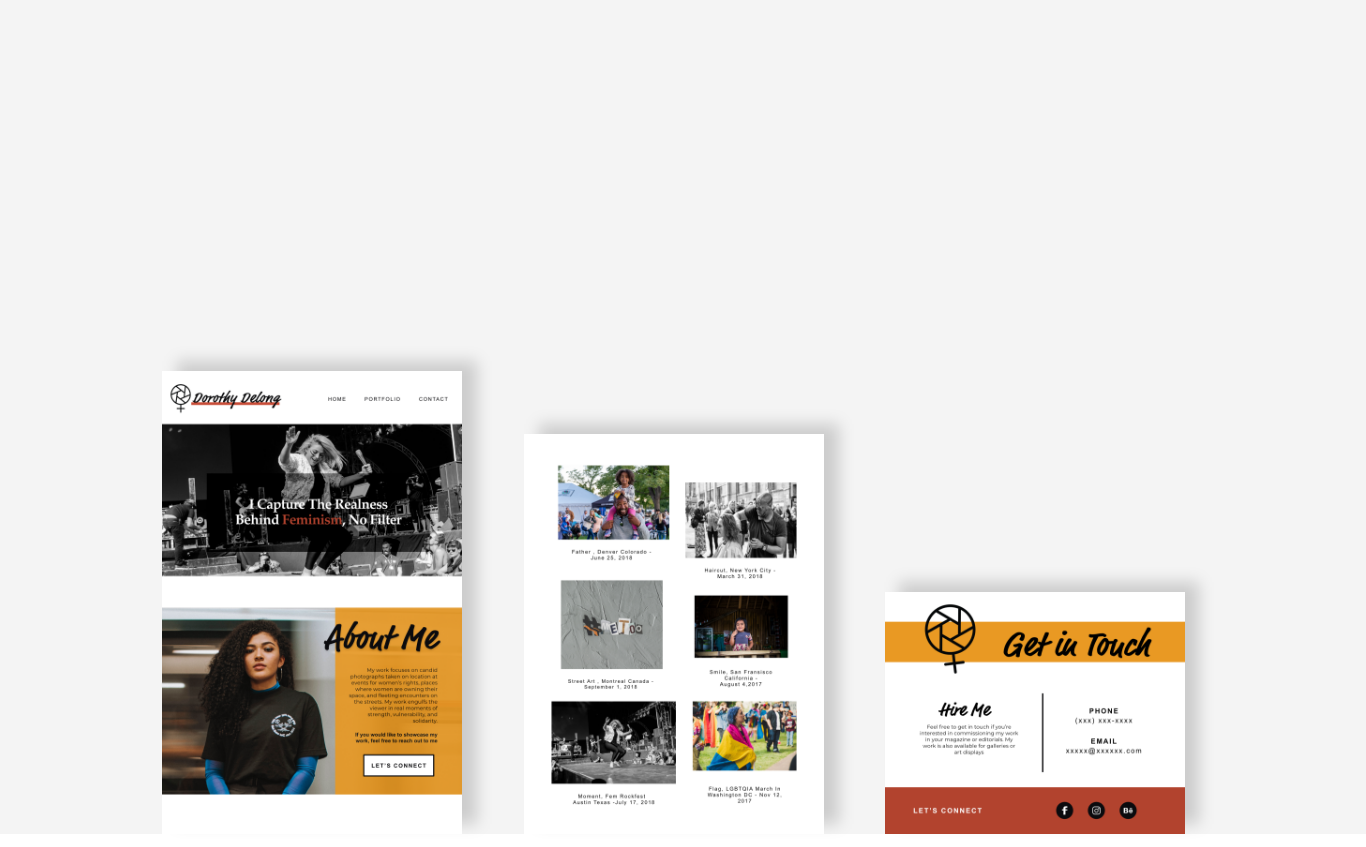 Dorothy Delong
HOME PORTFOLIO CONTACT
I Capture The Realness
Behind Feminism, No Filter
About Me
My work focuses on candid
photographs taken on location at
events for women's rights, places
where women are owning their
space, and fleeting encounters on
the streets. My work engulfs the
viewer in real moments of
strength, vulnerability, and
solidarity.
If you would like to showcase my
work, feel free to reach out to me
LET'S CONNECT
Father , Denver Colorado -
June 25, 2018
Haircut, New York City -
March 31, 2018
#METOO
Street Art , Montreal Canada -
September 1, 2018
Smile, San Fransisco
California -
August 4,2017
Moment, Fem Rockfest
Austin Texas -July 17, 2018
Flag, LGBTQIA March In
Washington DC - Nov 12,
2017
Get in Touch
Hire Me
Feel free to get in touch if you're
interested in commissioning my work
in your magazine or editorials. My
work is also available for galleries or
art displays
PHONE
(xxx) xxx-xxxx
EMAIL
xxxxx@xxxxxx.com
LET'S CONNECT
f
Bē